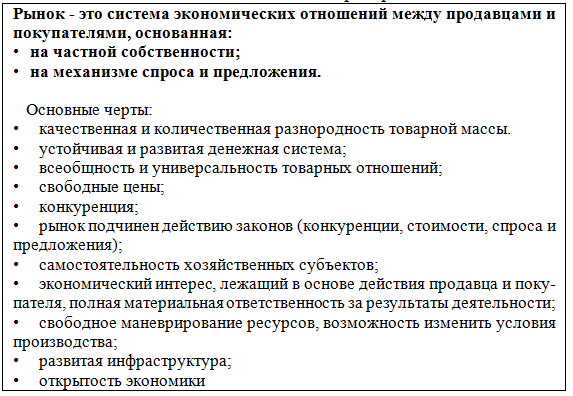 Рынок - это система экономических отношений между продавцами и
покупателями, основанная:
• на частной собственности;
• на механизме спроса и предложения.
Основные черты:
• качественная и количественная разнородность товарной массы.
• устойчивая и развитая денежная система;
• всеобщность и универсальность товарных отношений;
• свободные цены;
• конкуренция;
• рынок подчинен действию законов (конкуренции, стоимости, спроса и
предложения);
• самостоятельность хозяйственных субъектов;
• экономический интерес, лежащий в основе действия продавца и поку-
пателя, полная материальная ответственность за результаты деятельности;
• свободное маневрирование ресурсов, возможность изменить условия
производства;
• развитая инфраструктура;
• открытость экономики